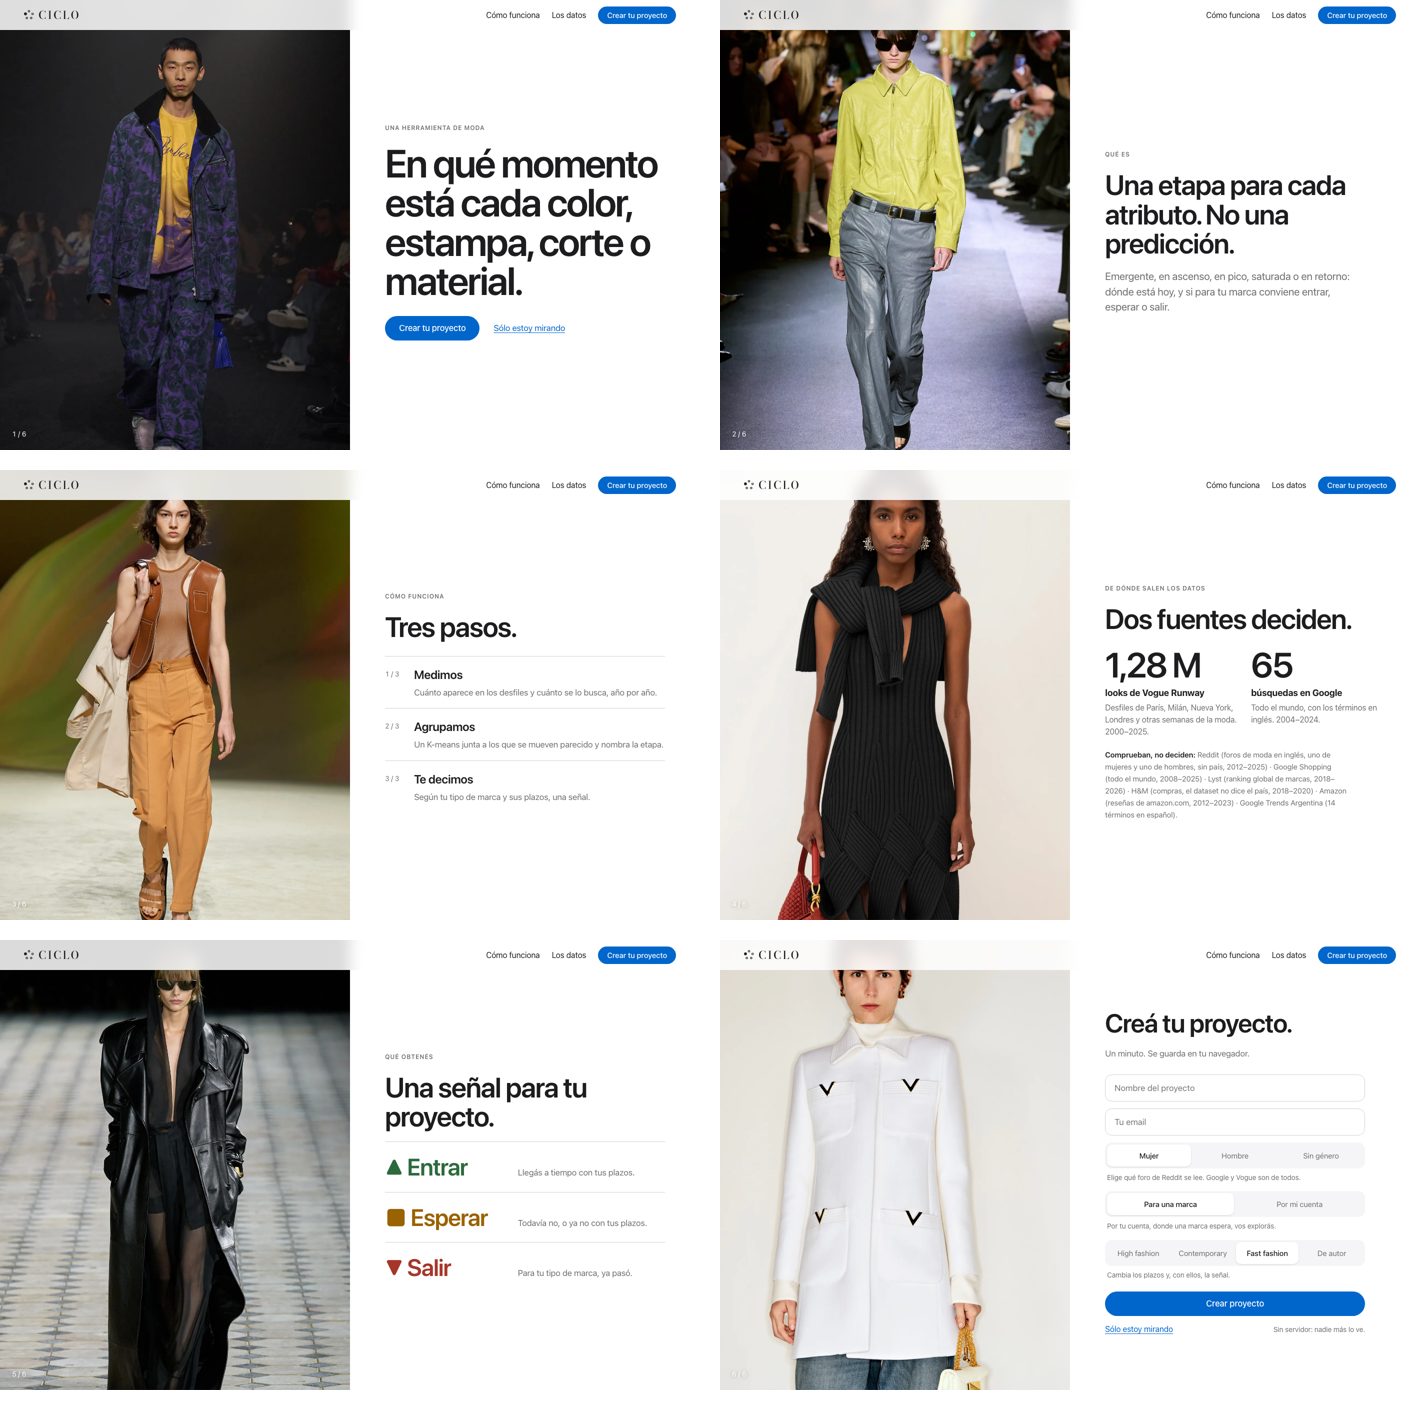 CICLO
Cómo funciona
Los datos
Crear tu proyecto
UNA HERRAMIENTA DE MODA
En qué momento
está cada color,
estampa, corte o
material.
Crear tu proyecto
Sólo estoy mirando
1 / 6
CICLO
Cómo funciona
Los datos
Crear tu proyecto
QUÉ ES
Una etapa para cada
atributo. No una
predicción.
Emergente, en ascenso, en pico, saturada o en retorno:
dónde está hoy, y si para tu marca conviene entrar,
esperar o salir.
2 / 6
CICLO
Cómo funciona
Los datos
Crear tu proyecto
CÓMO FUNCIONA
Tres pasos.
1 / 3
Medimos
Cuánto aparece en los desfiles y cuánto se lo busca, año por año.
2 / 3
Agrupamos
Un K-means junta a los que se mueven parecido y nombra la etapa.
3 / 3
Te decimos
Según tu tipo de marca y sus plazos, una señal.
3 / 6
CICLO
Cómo funciona
Los datos
Crear tu proyecto
DE DÓNDE SALEN LOS DATOS
Dos fuentes deciden.
1,28 M
looks de Vogue Runway
Desfiles de París, Milán, Nueva York,
Londres y otras semanas de la moda.
2000–2025.
65
búsquedas en Google
Todo el mundo, con los términos en
inglés. 2004–2024.
Comprueban, no deciden: Reddit (foros de moda en inglés, uno de
mujeres y uno de hombres, sin país, 2012–2025) · Google Shopping
(todo el mundo, 2008–2025) · Lyst (ranking global de marcas, 2018–
2026) · H&M (compras, el dataset no dice el país, 2018–2020) · Amazon
(reseñas de amazon.com, 2012–2023) · Google Trends Argentina (14
términos en español).
4 / 6
CICLO
Cómo funciona
Los datos
Crear tu proyecto
QUÉ OBTENÉS
Una señal para tu
proyecto.
Entrar
Llegás a tiempo con tus plazos.
Esperar
Todavía no, o ya no con tus plazos.
Salir
Para tu tipo de marca, ya pasó.
5 / 6
CICLO
Cómo funciona
Los datos
Crear tu proyecto
Creá tu proyecto.
Un minuto. Se guarda en tu navegador.
Nombre del proyecto
Tu email
Mujer
Hombre
Sin género
Elige qué foro de Reddit se lee. Google y Vogue son de todos.
Para una marca
Por mi cuenta
Por tu cuenta, donde una marca espera, vos explorás.
High fashion
Contemporary
Fast fashion
De autor
Cambia los plazos y, con ellos, la señal.
Crear proyecto
Sólo estoy mirando
Sin servidor: nadie más lo ve.